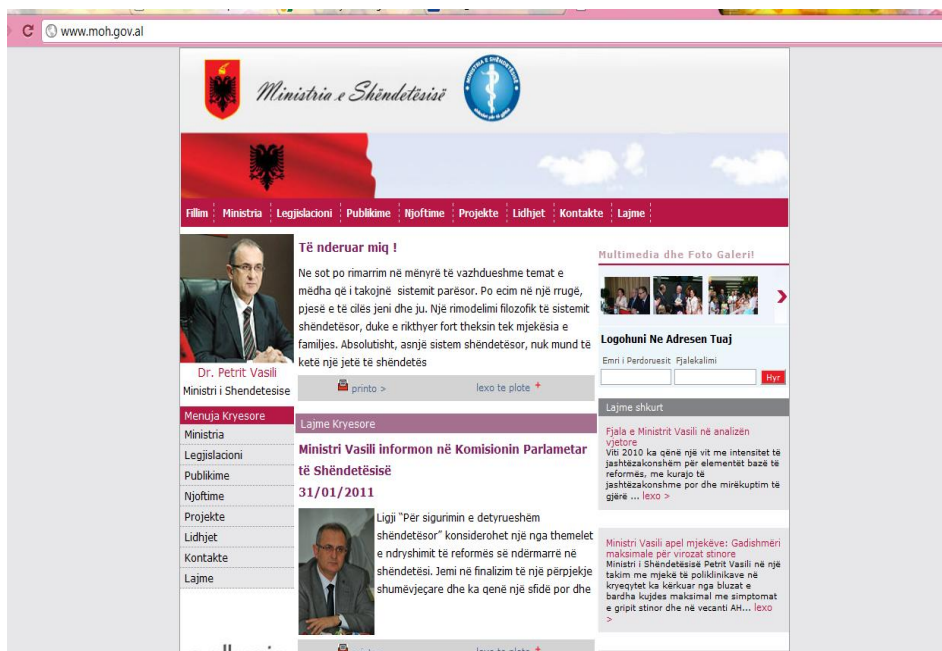 www.moh.gov.al
Ministria e Shëndetësisë
MINISTRIA E SHËNDETËSISË
Fillim Ministria Legjislacioni Publikime Njoftime Projekte Lidhjet Kontakte Lajme
Dr. Petrit Vasili
Ministri i Shendetesise
Menuja Kryesore
Ministria
Legjislacioni
Publikime
Njoftime
Projekte
Lidhjet
Kontakte
Lajme
Të nderuar miq !
Ne sot po rimarrim në mënyrë të vazhdueshme temat e
mëdha që i takojnë sistemit parësor. Po ecim në një rrugë,
pjesë e të cilës jeni dhe ju. Një rimodelimi filozofik të sistemit
shëndetësor, duke e rikthyer fort theksin tek mjekësia e
familjes. Absolutisht, asnjë sistem shëndetësor, nuk mund të
ketë një jetë të shëndetës
printo > lexo te plote +
Lajme Kryesore
Ministri Vasili informon në Komisionin Parlametar
të Shëndetësisë
31/01/2011
Ligji "Për sigurimin e detyrueshëm
shëndetësor" konsiderohet një nga themelet
e ndryshimit të reformës së ndërmarrë në
shëndetësi. Jemi në finalizim të një përpjekje
shumëvjeçare dhe ka qenë një sfidë por dhe
Multimedia dhe Foto Galeri!
Logohuni Ne Adresen Tuaj
Emri i Perdoruesit Fjalekalimi
Hyr
Lajme shkurt
Fjala e Ministrit Vasili në analizën
vjetore
Viti 2010 ka qënë një vit me intensitet të
jashtëzakonshëm për elementët bazë të
reformës, me kurajo të
jashtëzakonshme por dhe mirëkuptim të
gjërë ... lexo >
Ministri Vasili apel mjekëve: Gadishmëri
maksimale për virozat stinore
Ministri i Shëndetësisë Petrit Vasili në një
takim me mjekë të poliklinikave në
kryeqytet ka kërkuar nga bluzat e
bardha kujdes maksimal me simptomat
e gripit stinor dhe në vecanti AH... lexo
>